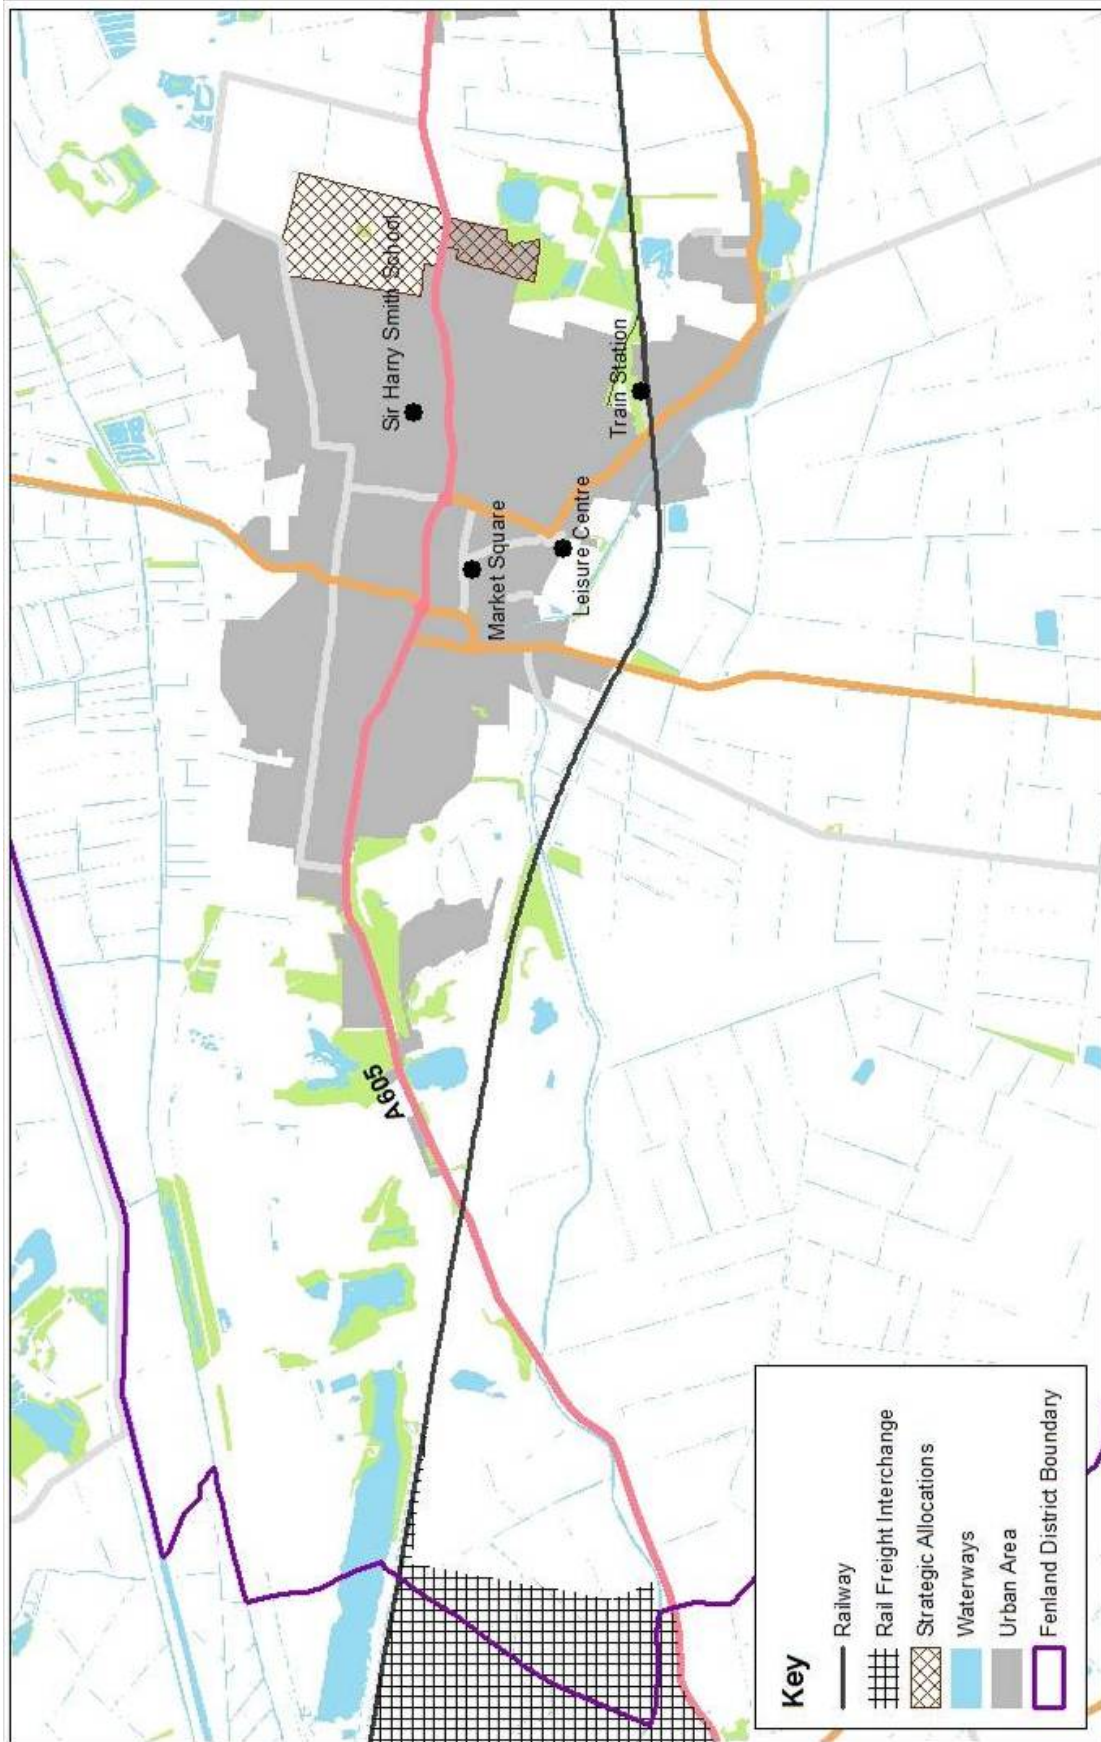 Sir Harry Smith School
Train Station
Market Square
Leisure Centre
A605
Key
Railway
Rail Freight Interchange
Strategic Allocations
Waterways
Urban Area
Fenland District Boundary